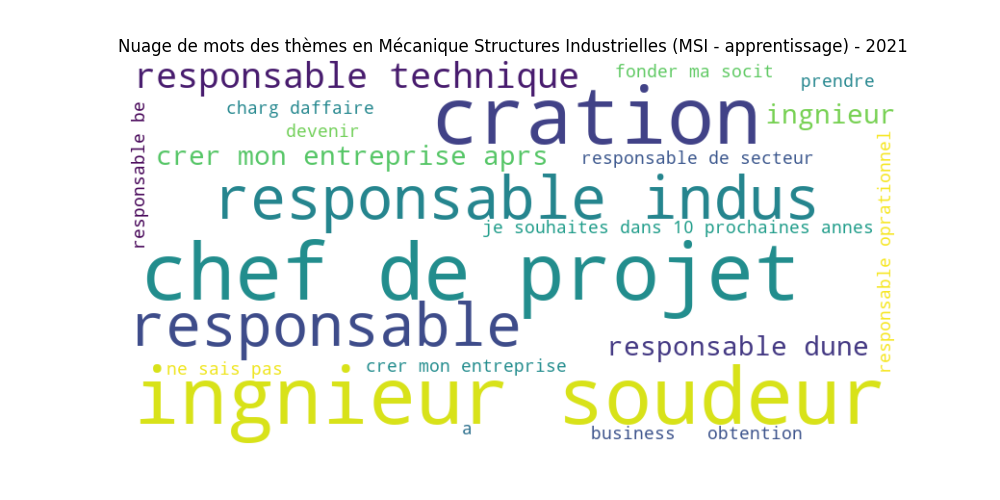 Nuage de mots des thèmes en Mécanique Structures Industrielles (MSI - apprentissage) - 2021
responsable technique
fonder ma socit
prendre
charg daffaire
cration
ingnieur
devenir
responsable be
crer mon entreprise aprs
responsable de secteur
responsable oprationnel
responsable indus
je souhaites dans 10 prochaines annes
chef de projet
responsable
responsable dune
ne sais pas
crer mon entreprise
ingnieur soudeur
a
business
obtention